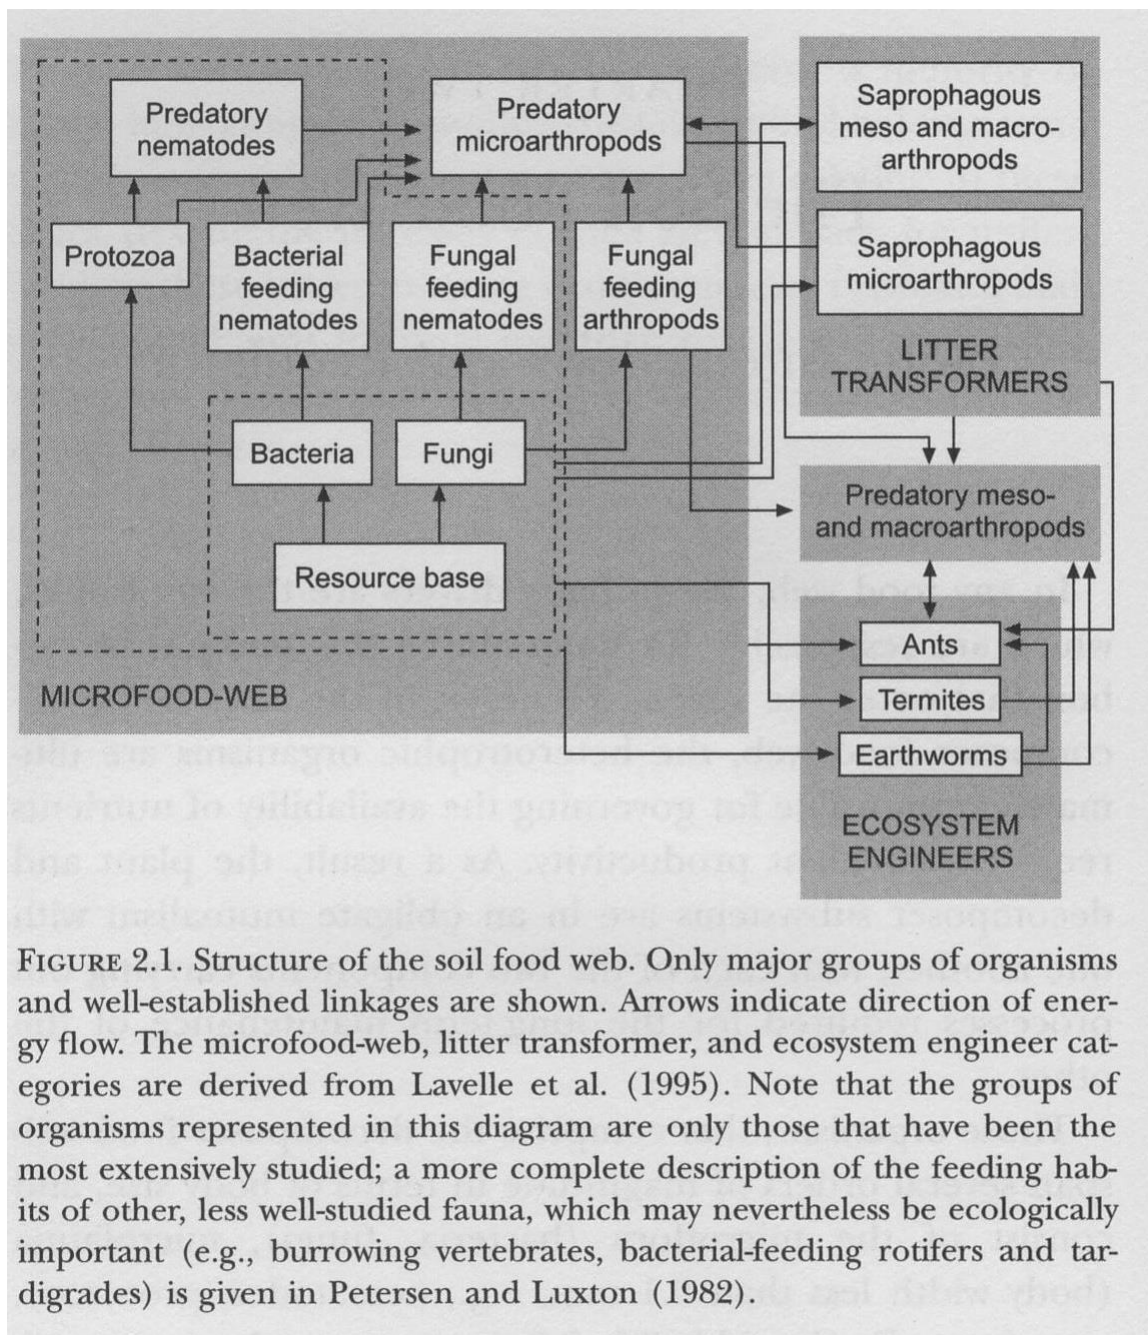 Predatory
nematodes
Predatory
microarthropods
Saprophagous
meso and macro-
arthropods
Protozoa
Bacterial
feeding
nematodes
Fungal
feeding
nematodes
Fungal
feeding
arthropods
Saprophagous
microarthropods
LITTER
TRANSFORMERS
Bacteria
Fungi
Predatory meso-
and macroarthropods
Resource base
Ants
Termites
Earthworms
MICROFOOD-WEB
ECOSYSTEM
ENGINEERS
FIGURE 2.1. Structure of the soil food web. Only major groups of organisms
and well-established linkages are shown. Arrows indicate direction of ener-
gy flow. The microfood-web, litter transformer, and ecosystem engineer cat-
egories are derived from Lavelle et al. (1995). Note that the groups of
organisms represented in this diagram are only those that have been the
most extensively studied; a more complete description of the feeding hab-
its of other, less well-studied fauna, which may nevertheless be ecologically
important (e.g., burrowing vertebrates, bacterial-feeding rotifers and tar-
digrades) is given in Petersen and Luxton (1982).